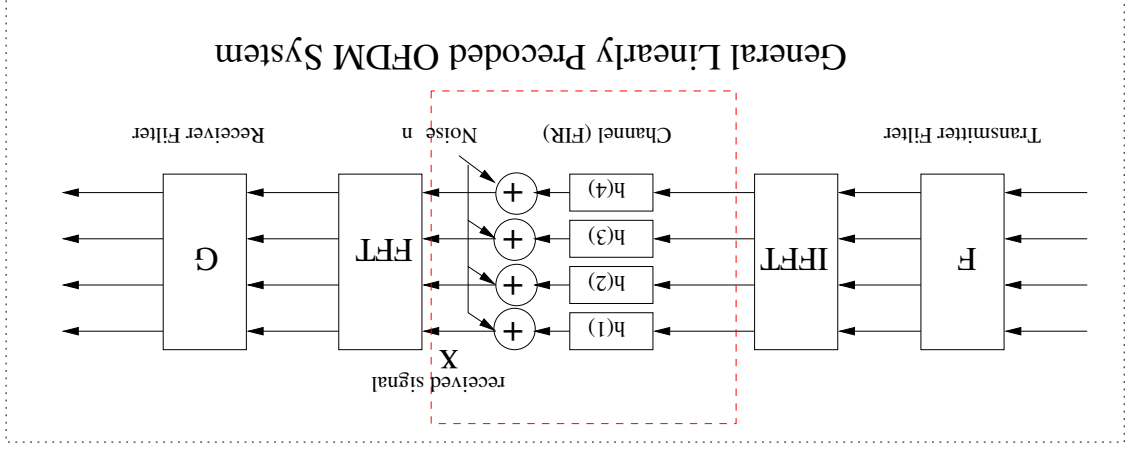 received signal
x
h(1) +
h(2) +
F IFFT FFT G
h(3) +
h(4) +
Transmitter Filter Channel (FIR) Noise n Receiver Filter
General Linearly Precoded OFDM System